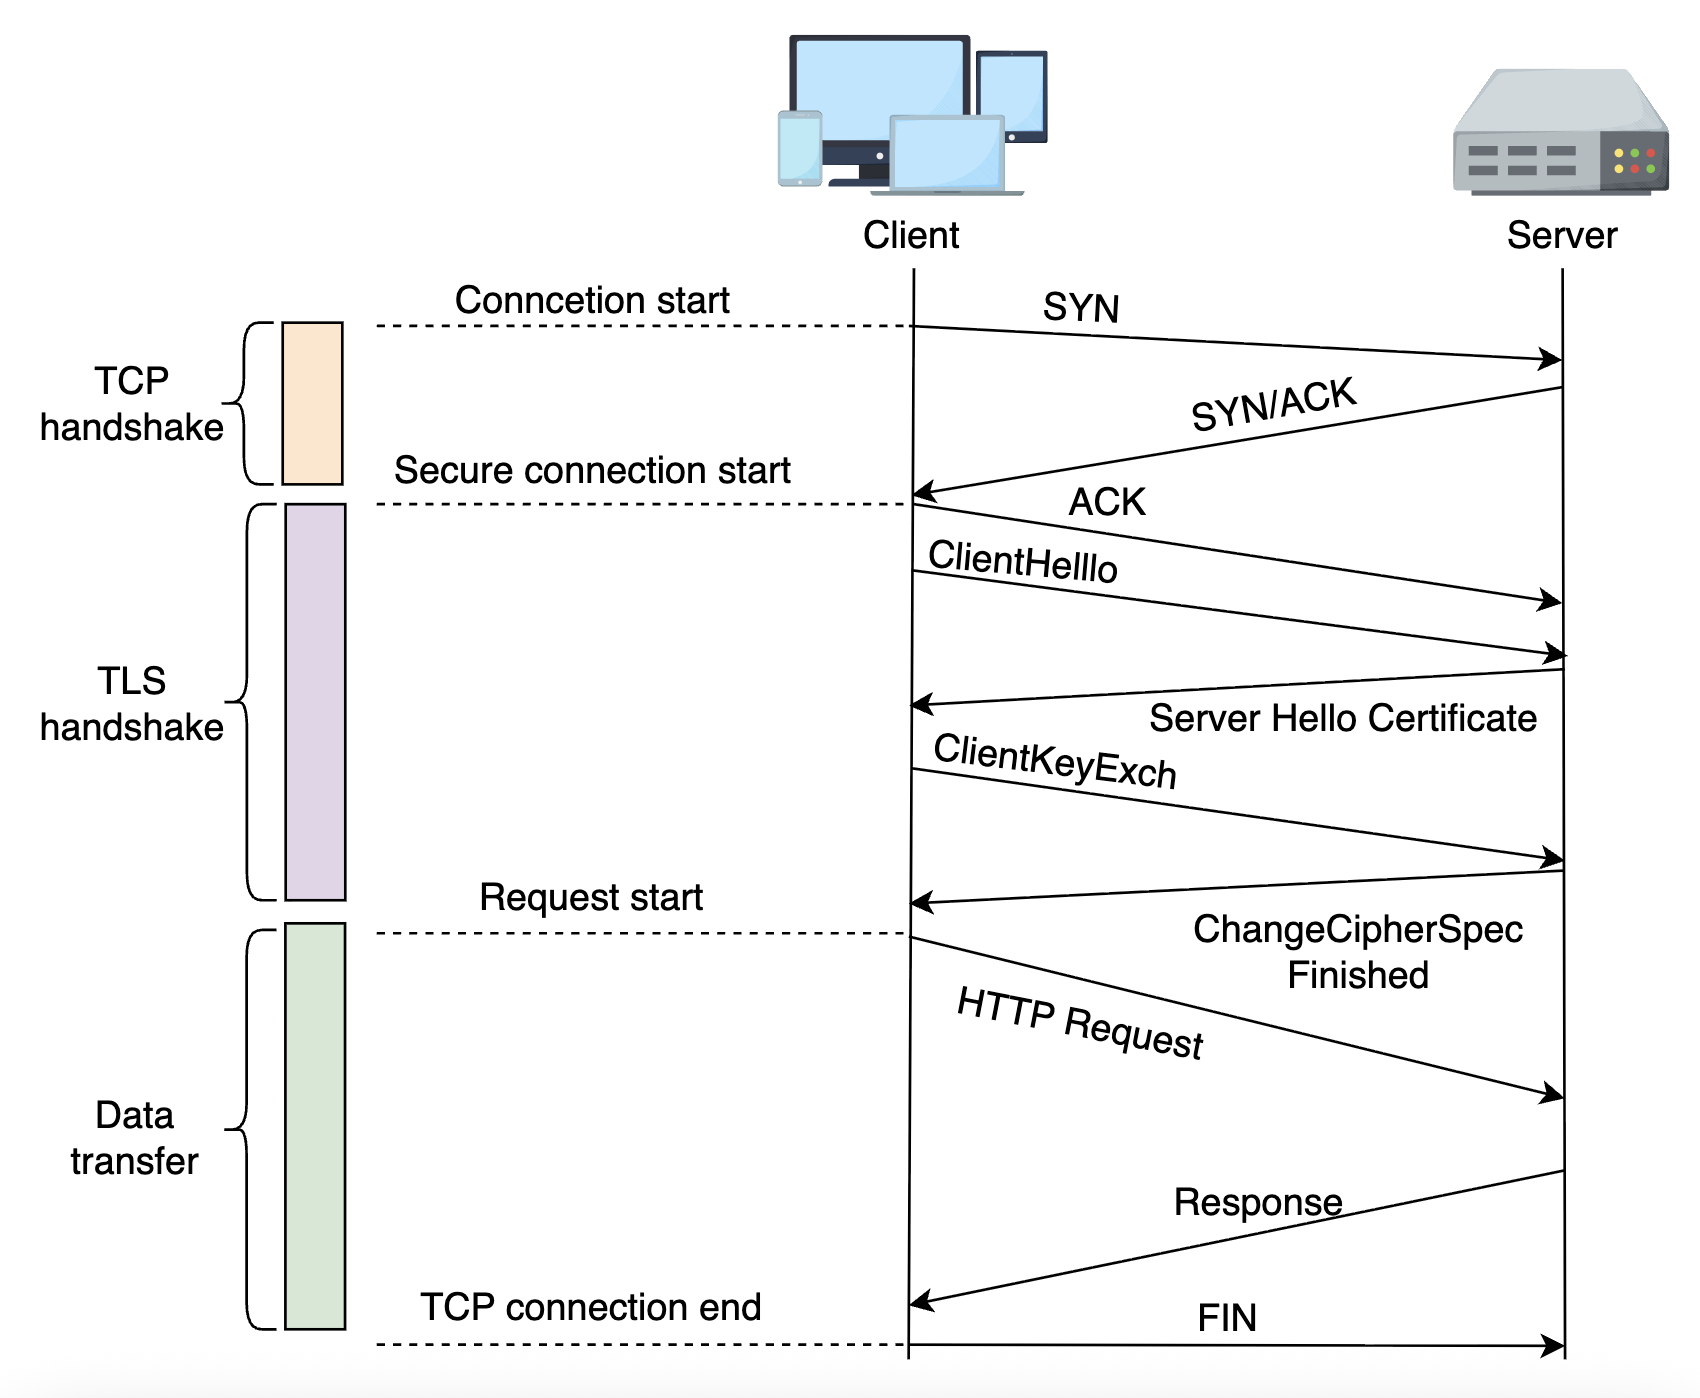 Client
Server
Conncetion start
SYN
TCP
handshake
SYN/ACK
Secure connection start
ACK
ClientHelllo
TLS
handshake
Server Hello Certificate
ClientKeyExch
Request start
ChangeCipherSpec
Finished
HTTP Request
Data
transfer
Response
TCP connection end
FIN